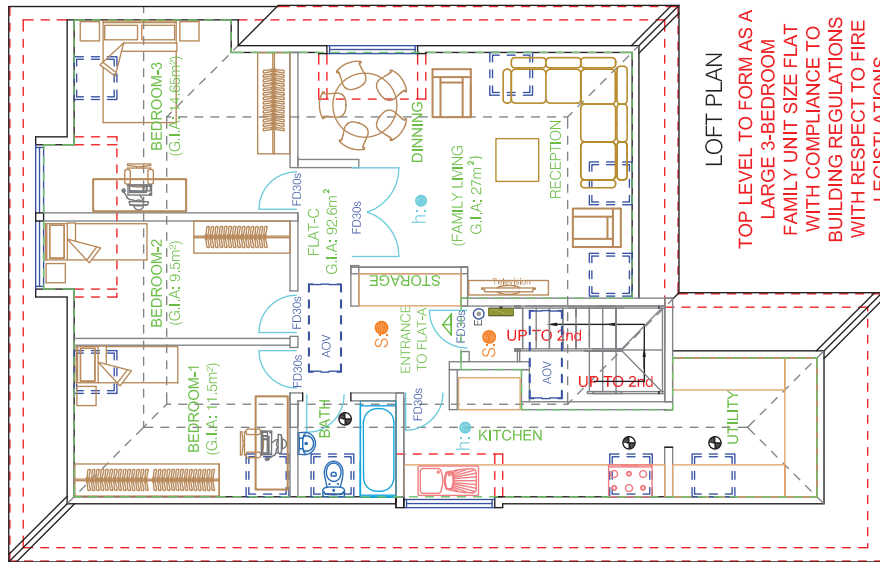 LOFT PLAN
TOP LEVEL TO FORM AS A
LARGE 3-BEDROOM
FAMILY UNIT SIZE FLAT
WITH COMPLIANCE TO
BUILDING REGULATIONS
WITH RESPECT TO FIRE
LEGISTLATIONS
BEDROOM-3
(G.I.A: 14.65m²)
BEDROOM-2
(G.I.A: 9.5m²)
BEDROOM-1
(G.I.A: 11.5m²)
FD30s
FD30s
FD30s
FD30s
FD30s
FD30s
FLAT-C
G.I.A: 92.6m²
DINNING
(FAMILY LIVING
G.I.A: 27m²)
RECEPTION
h:
STORAGE
Television
AOV
S:
ENTRANCE
TO FLAT-A
E
S:
UP TO 2nd
UP TO 2nd
AOV
BATH
h:
KITCHEN
UTILITY